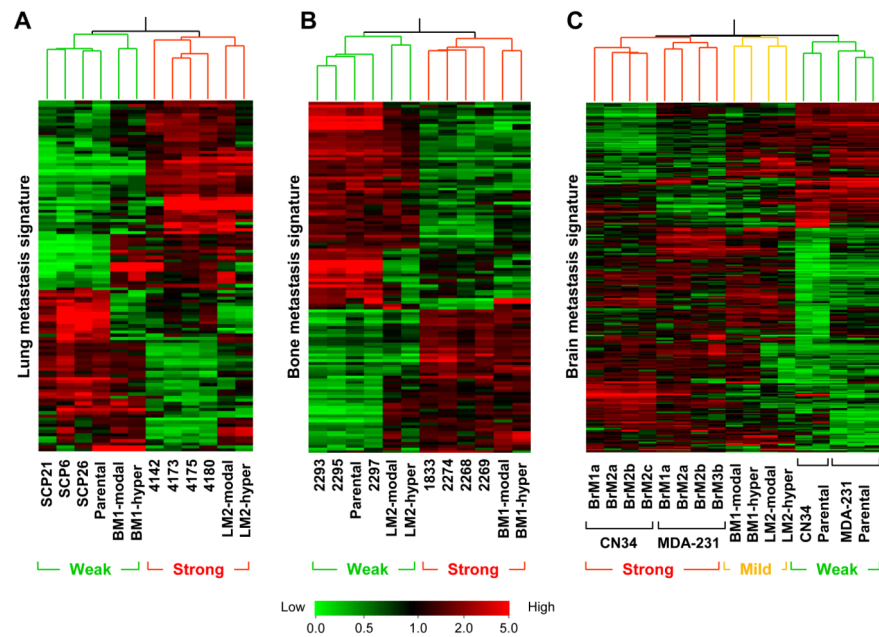 A
B
C
Lung metastasis signature
Bone metastasis signature
Brain metastasis signature
SCP21
SCP6
SCP26
Parental
BM1-modal
BM1-hyper
4142
4173
4175
4180
LM2-modal
LM2-hyper
2293
2295
Parental
2297
LM2-modal
LM2-hyper
1833
2274
2268
2269
BM1-modal
BM1-hyper
BrM1a
BrM2a
BrM2b
BrM2c
BrM1a
BrM2a
BrM2b
BrM3b
BM1-modal
BM1-hyper
LM2-modal
LM2-hyper
CN34
Parental
MDA-231
Parental
CN34
MDA-231
Weak
Strong
Weak
Strong
Strong
Mild
Weak
Low
High
0.0 0.5 1.0 2.0 5.0